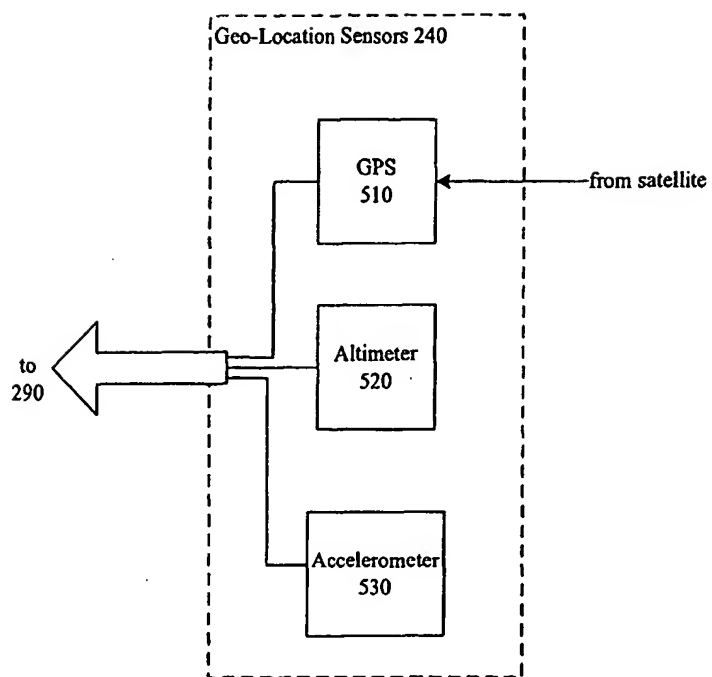 Geo-Location Sensors 240
GPS
510
from satellite
Altimeter
520
to
290
Accelerometer
530